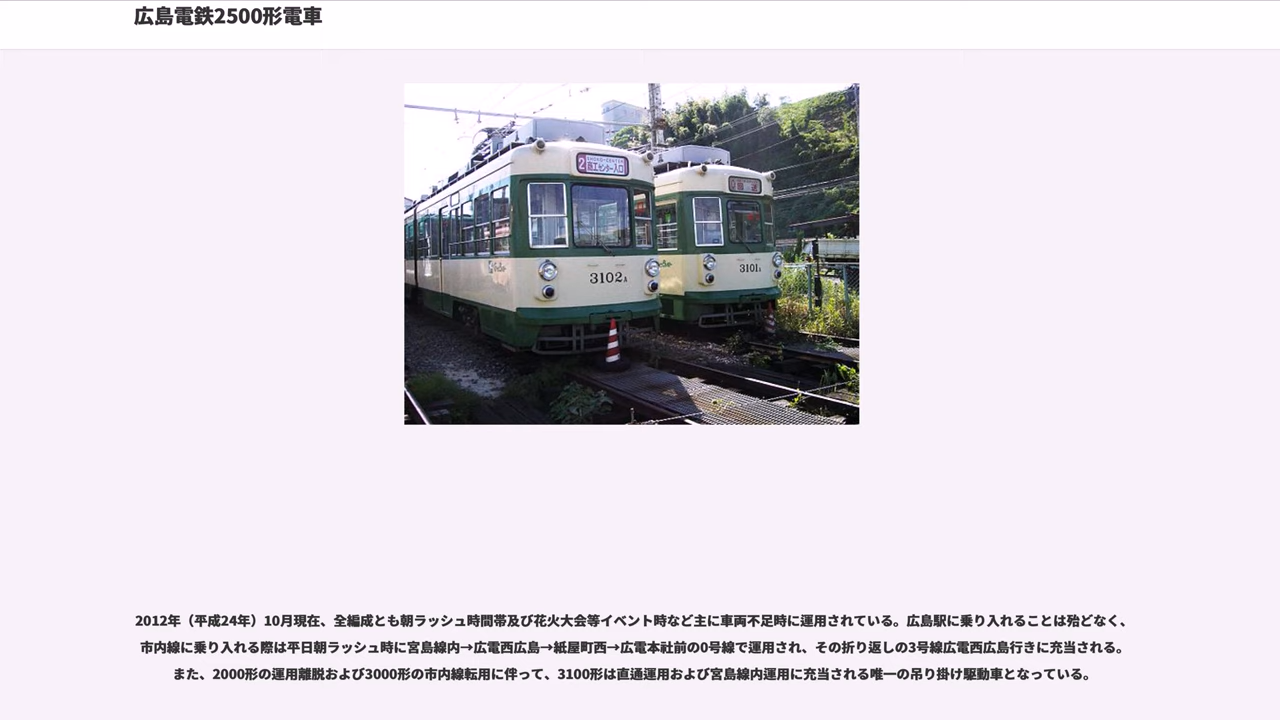 広島電鉄2500形電車
2 商工センター入口
3102A
3101A
2012年（平成24年）10月現在、全編成とも朝ラッシュ時間帯及び花火大会等イベント時など主に車両不足時に運用されている。広島駅に乗り入れることは殆どなく、
市内線に乗り入れる際は平日朝ラッシュ時に宮島線内→広電西広島→紙屋町西→広電本社前の0号線で運用され、その折り返しの3号線広電西広島行きに充当される。
また、2000形の運用離脱および3000形の市内線転用に伴って、3100形は直通運用および宮島線内運用に充当される唯一の吊り掛け駆動車となっている。